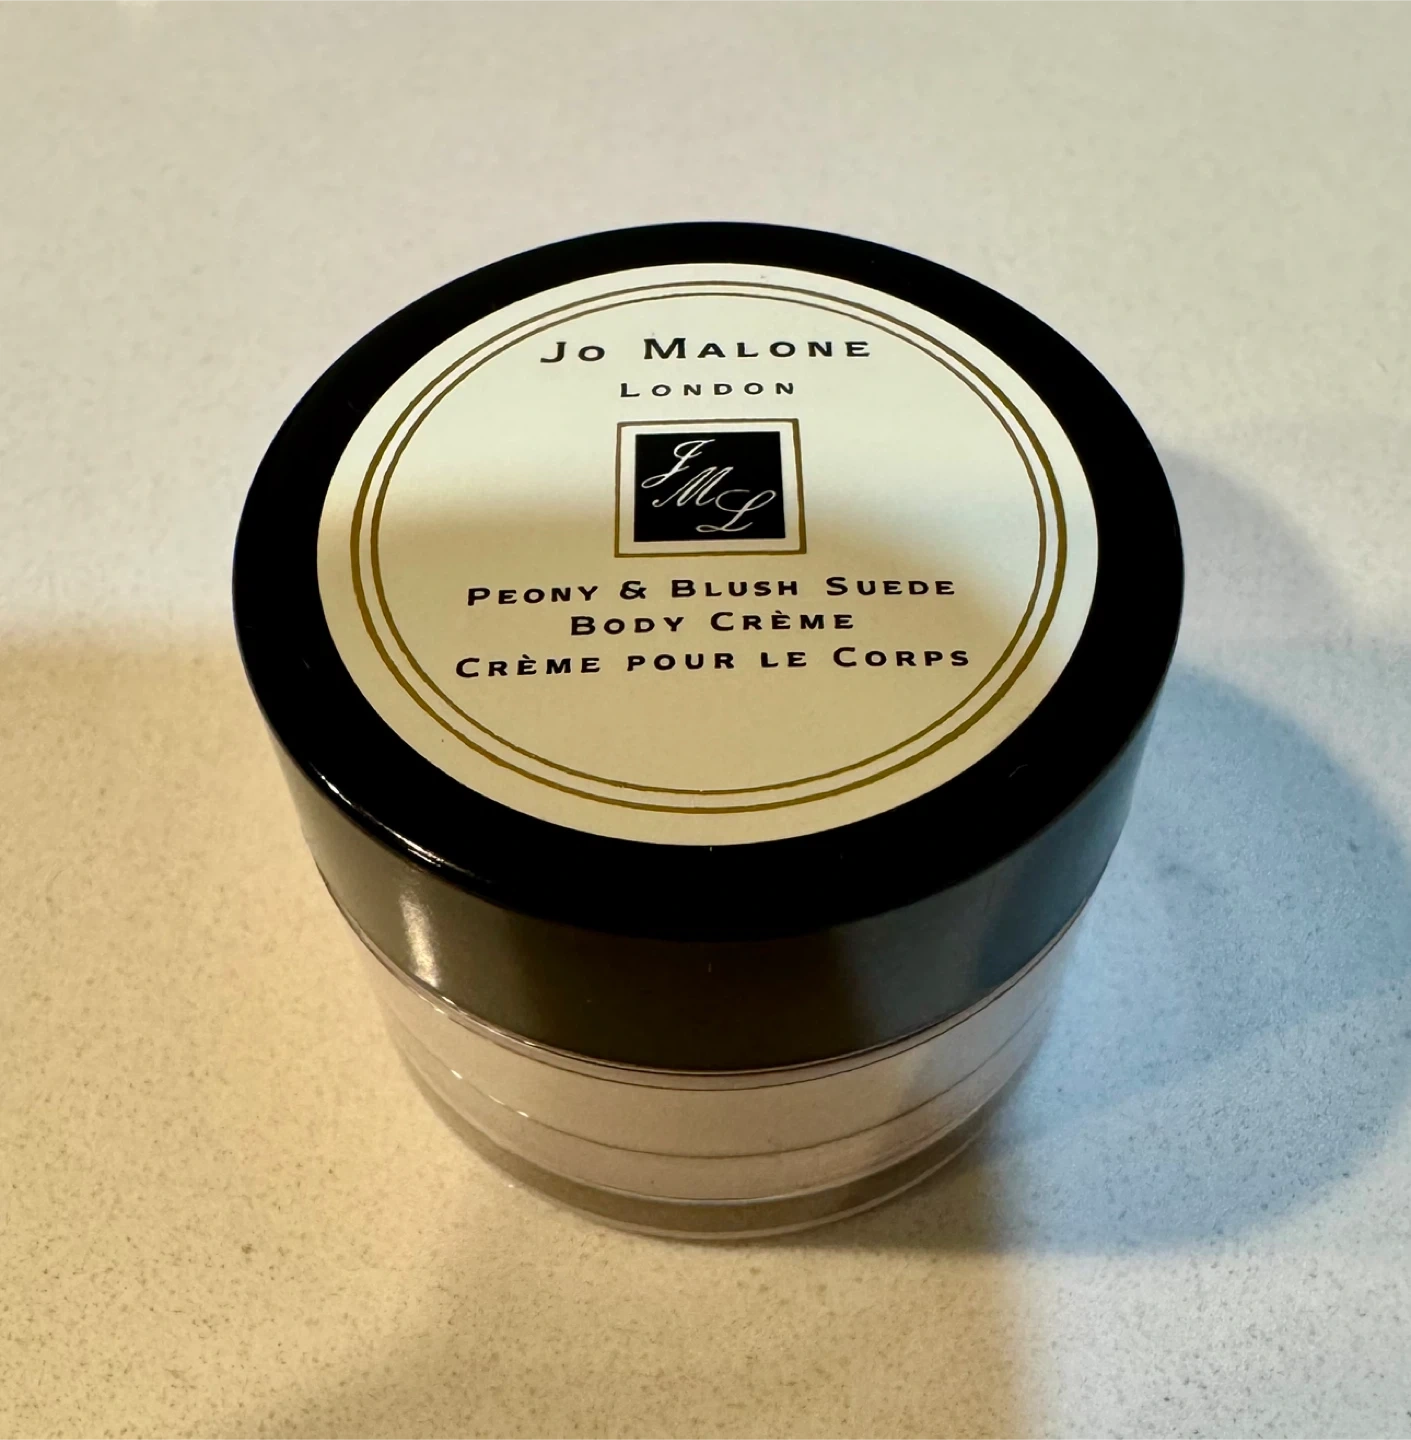 Jo Malone
London
JML
Peony & Blush Suede
Body Crème
Crème pour le Corps